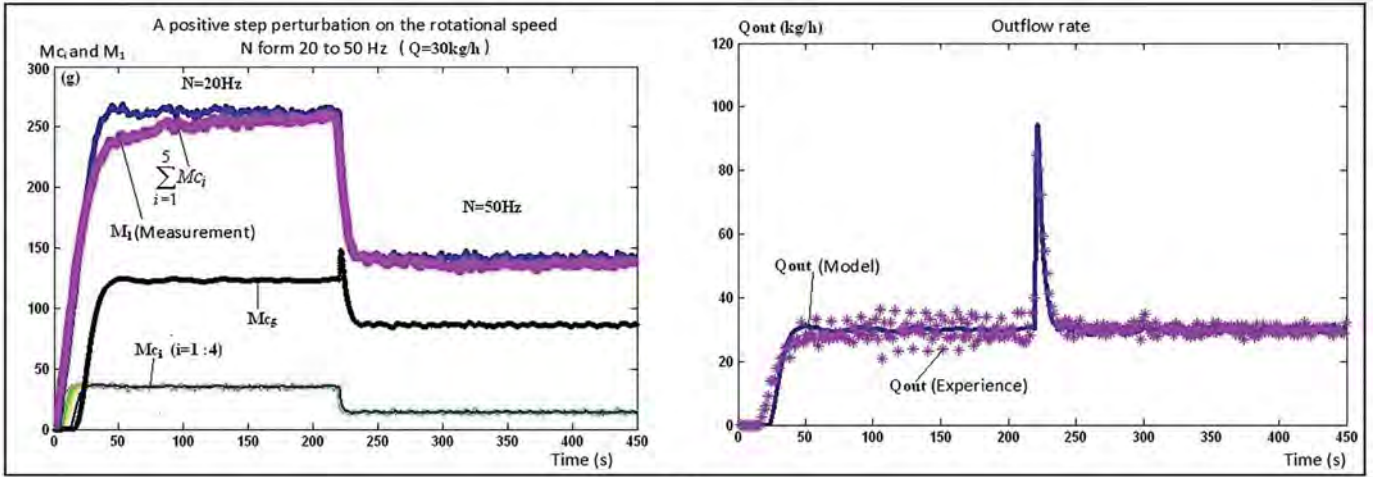 A positive step perturbation on the rotational speed
N form 20 to 50 Hz ( Q=30kg/h )
Mcᵢ and M₁
300
(g)
N=20Hz
250
200
5
∑ Mcᵢ
i=1
M₁(Measurement)
N=50Hz
150
100
Mc₅
50
Mcᵢ (i=1 :4)
0
0 50 100 150 200 250 300 350 400 450
Time (s)
Outflow rate
Qout (kg/h)
120
100
80
60
Qout (Model)
40
20
Qout (Experience)
0
0 50 100 150 200 250 300 350 400 450
Time (s)